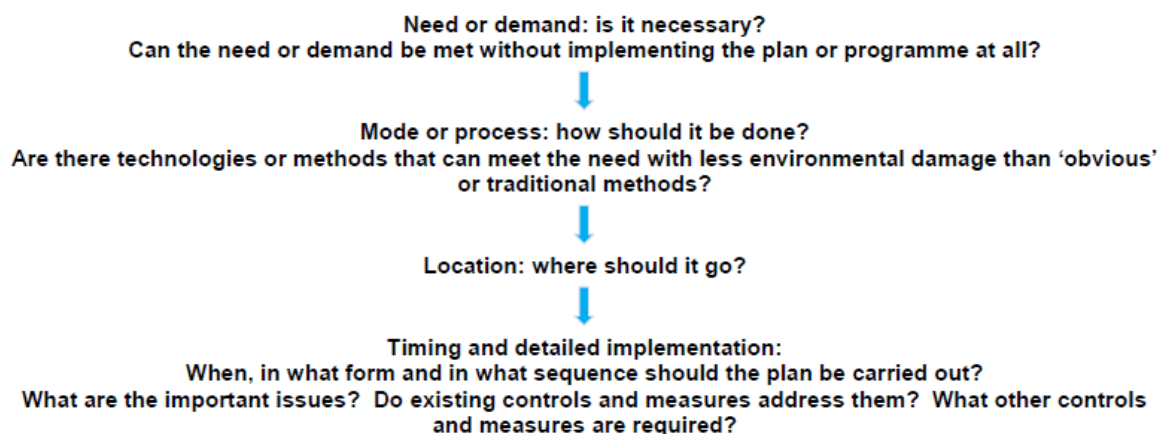 Need or demand: is it necessary?
Can the need or demand be met without implementing the plan or programme at all?
Mode or process: how should it be done?
Are there technologies or methods that can meet the need with less environmental damage than ‘obvious’
or traditional methods?
Location: where should it go?
Timing and detailed implementation:
When, in what form and in what sequence should the plan be carried out?
What are the important issues?  Do existing controls and measures address them?  What other controls
and measures are required?